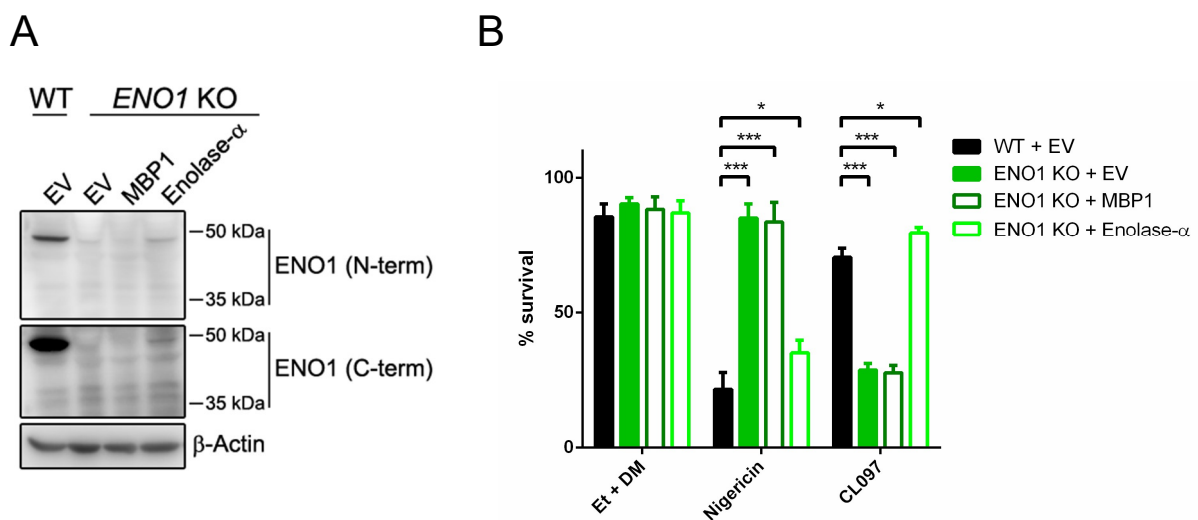 A
B
WT
ENO1 KO
EV
EV
MBP1
Enolase-α
50 kDa
35 kDa
ENO1 (N-term)
50 kDa
35 kDa
ENO1 (C-term)
β-Actin
% survival
100
50
0
*
***
***
*
***
***
Et + DM
Nigericin
CL097
WT + EV
ENO1 KO + EV
ENO1 KO + MBP1
ENO1 KO + Enolase-α